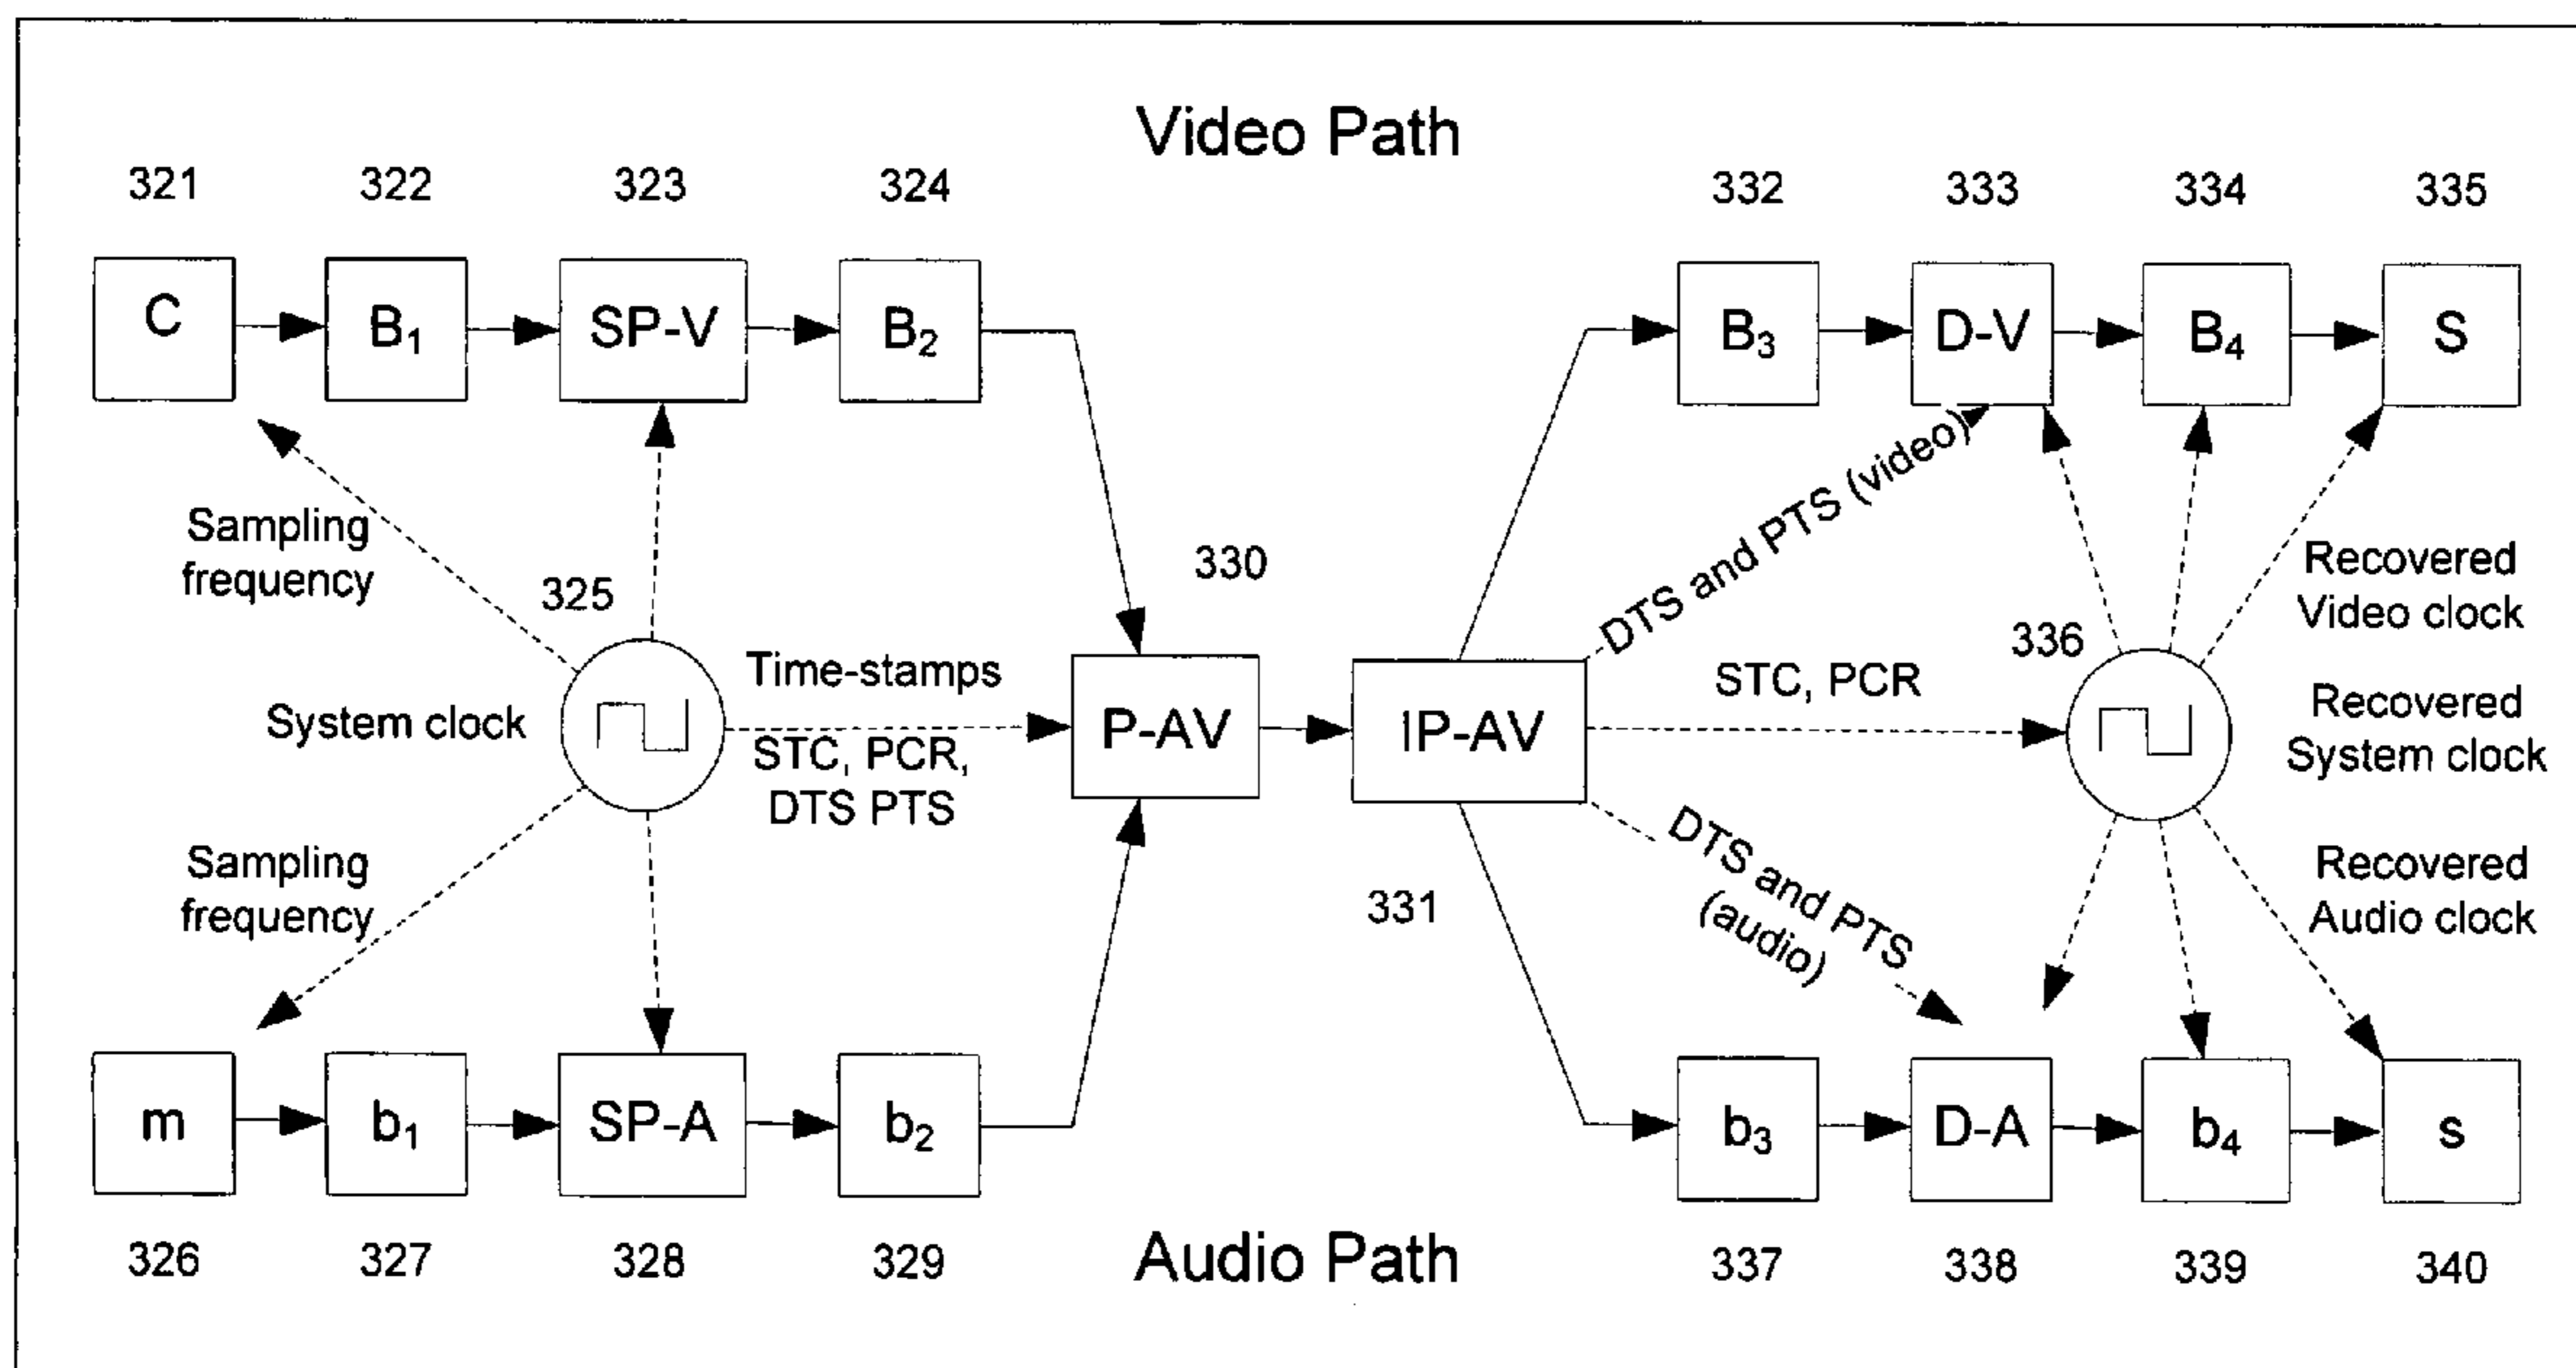 Video Path
321 322 323 324 332 333 334 335
C B₁ SP-V B₂ B₃ D-V B₄ S
Sampling
frequency
325
330
DTS and PTS (video)
Recovered
Video clock
336
System clock
Time-stamps
STC, PCR,
DTS PTS
P-AV
IP-AV
STC, PCR
Recovered
System clock
Sampling
frequency
331
DTS and PTS
(audio)
Recovered
Audio clock
m b₁ SP-A b₂ b₃ D-A b₄ s
326 327 328 329 337 338 339 340
Audio Path